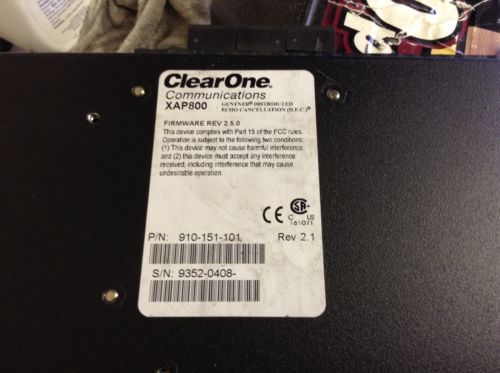 ClearOne.
Communications
XAP800 GENTNER® DISTRIBUTED
ECHO CANCELLATION (D.E.C.)®
FIRMWARE REV 2.5.0
This device complies with Part 15 of the FCC rules.
Operation is subject to the following two conditions:
(1) This device may not cause harmful interference,
and (2) this device must accept any interference
received, including interference that may cause
undesirable operation.
CE SA
C US
161071
P/N: 910-151-101 Rev 2.1
S/N: 9352-0408-